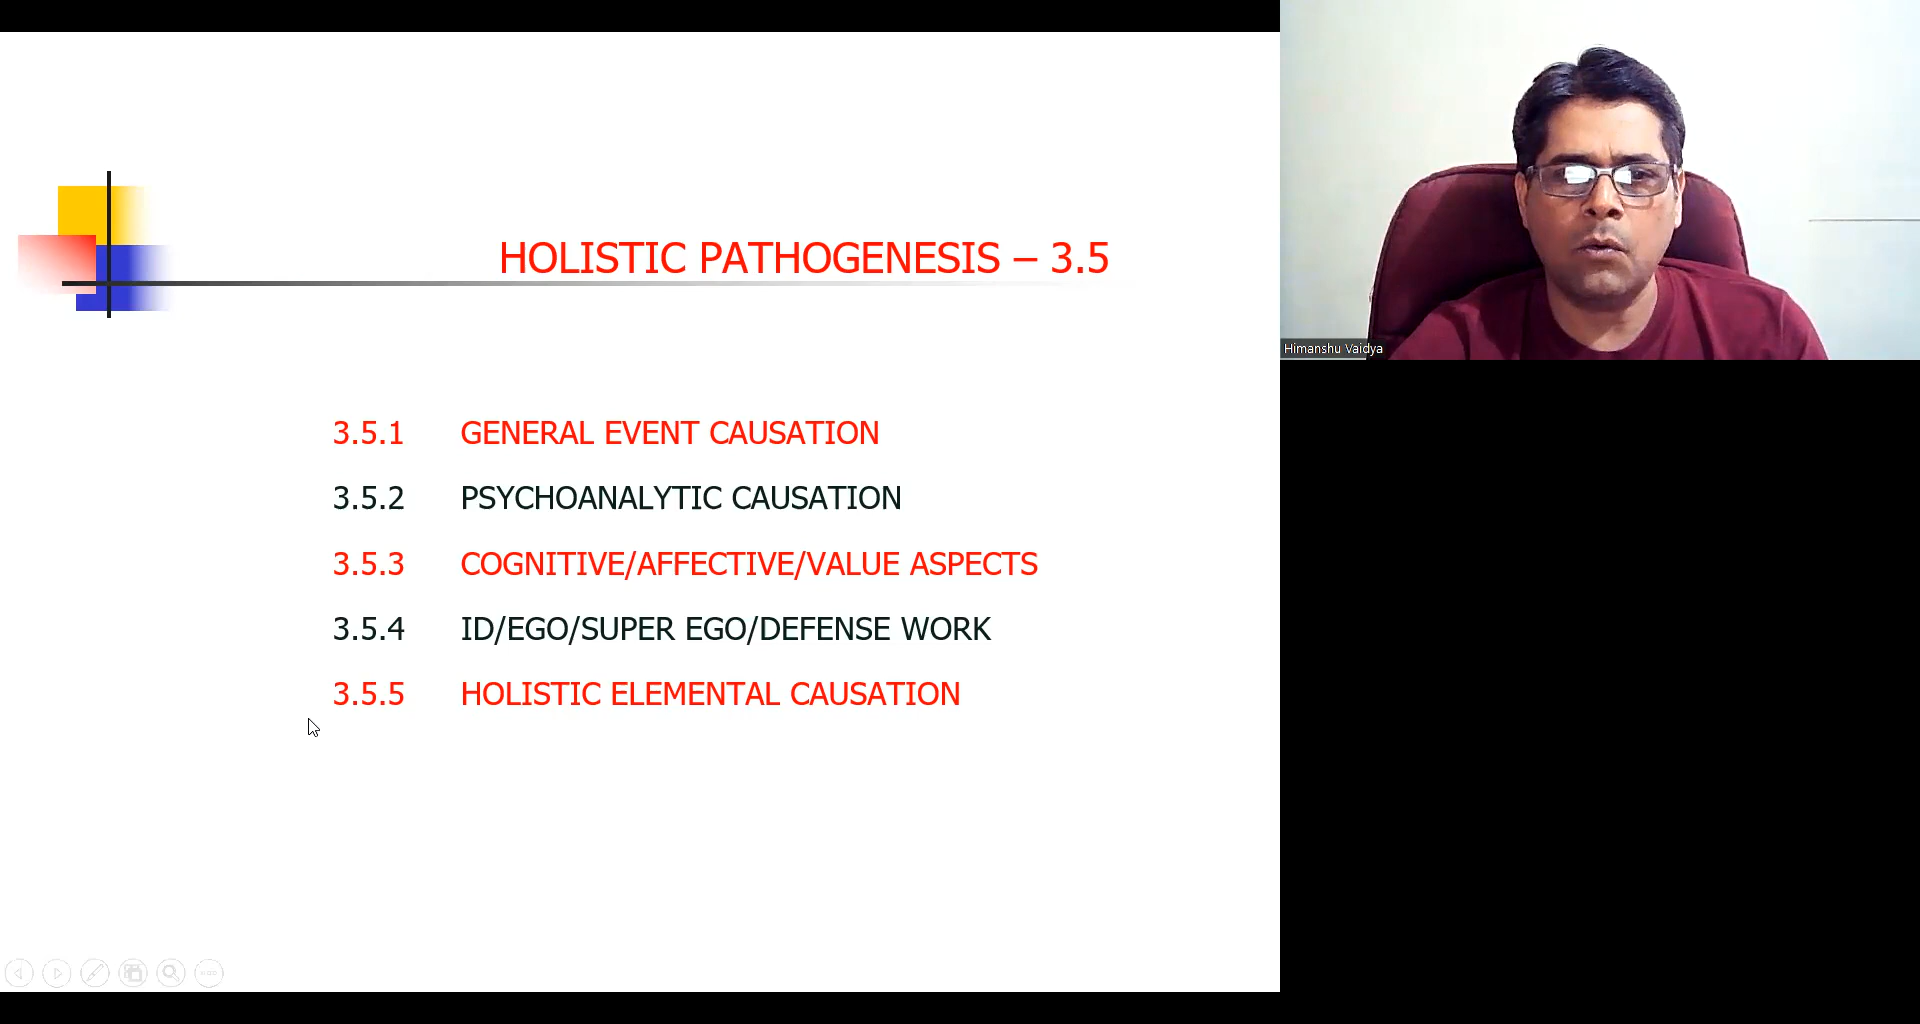 HOLISTIC PATHOGENESIS – 3.5
3.5.1 GENERAL EVENT CAUSATION
3.5.2 PSYCHOANALYTIC CAUSATION
3.5.3 COGNITIVE/AFFECTIVE/VALUE ASPECTS
3.5.4 ID/EGO/SUPER EGO/DEFENSE WORK
3.5.5 HOLISTIC ELEMENTAL CAUSATION
Himanshu Vaidya